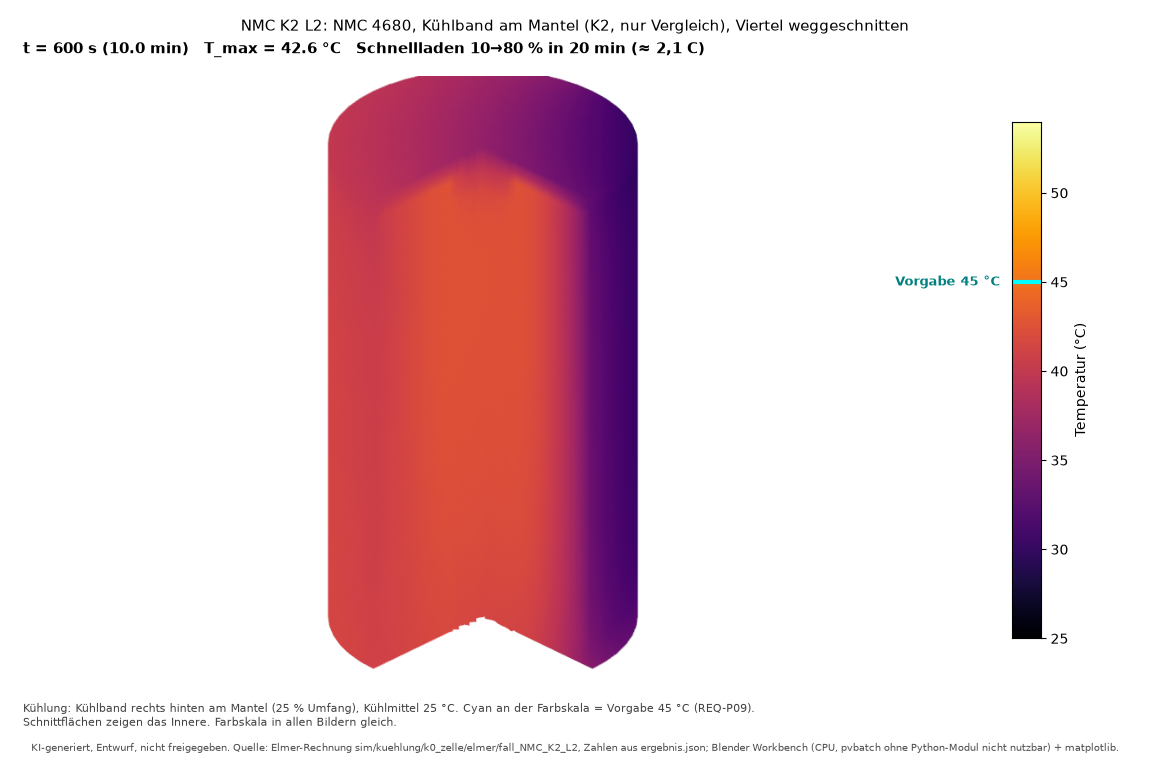 NMC K2 L2: NMC 4680, Kühlband am Mantel (K2, nur Vergleich), Viertel weggeschnitten
t = 600 s (10.0 min)   T_max = 42.6 °C   Schnellladen 10→80 % in 20 min (≈ 2,1 C)
50
Vorgabe 45 °C
45
40
35
30
25
Temperatur (°C)
Kühlung: Kühlband rechts hinten am Mantel (25 % Umfang), Kühlmittel 25 °C. Cyan an der Farbskala = Vorgabe 45 °C (REQ-P09).
Schnittflächen zeigen das Innere. Farbskala in allen Bildern gleich.
KI-generiert, Entwurf, nicht freigegeben. Quelle: Elmer-Rechnung sim/kuehlung/k0_zelle/elmer/fall_NMC_K2_L2, Zahlen aus ergebnis.json; Blender Workbench (CPU, pvbatch ohne Python-Modul nicht nutzbar) + matplotlib.